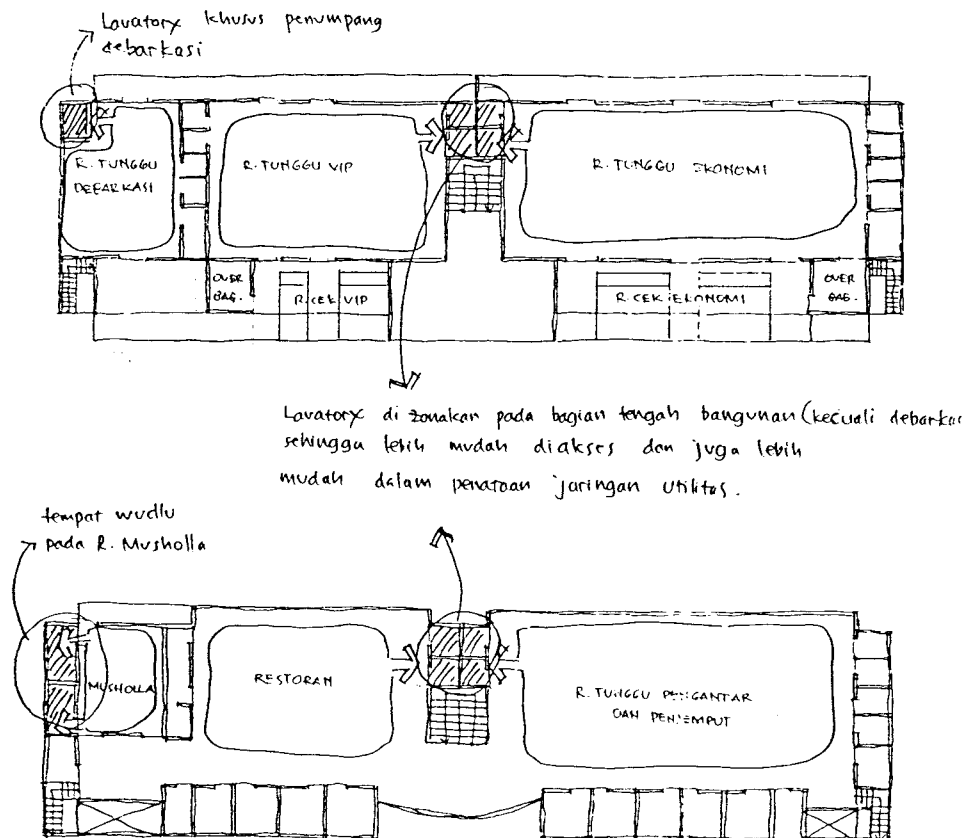 Lavatory khusus penumpang
debarkasi
R. TUNGGU
DEBARKASI
R. TUNGGU VIP
R. TUNGGU EKONOMI
OVER
BAG.
R. CEK VIP
R. CEK EKONOMI
OVER
BAG.
Lavatory di zonakan pada bagian tengah bangunan (kecuali debarkas
sehingga lebih mudah diakses dan juga lebih
mudah dalam penataan jaringan utilitas.
tempat wudlu
pada R. Musholla
MUSHOLLA
RESTORAN
R. TUNGGU PENGANTAR
DAN PENJEMPUT